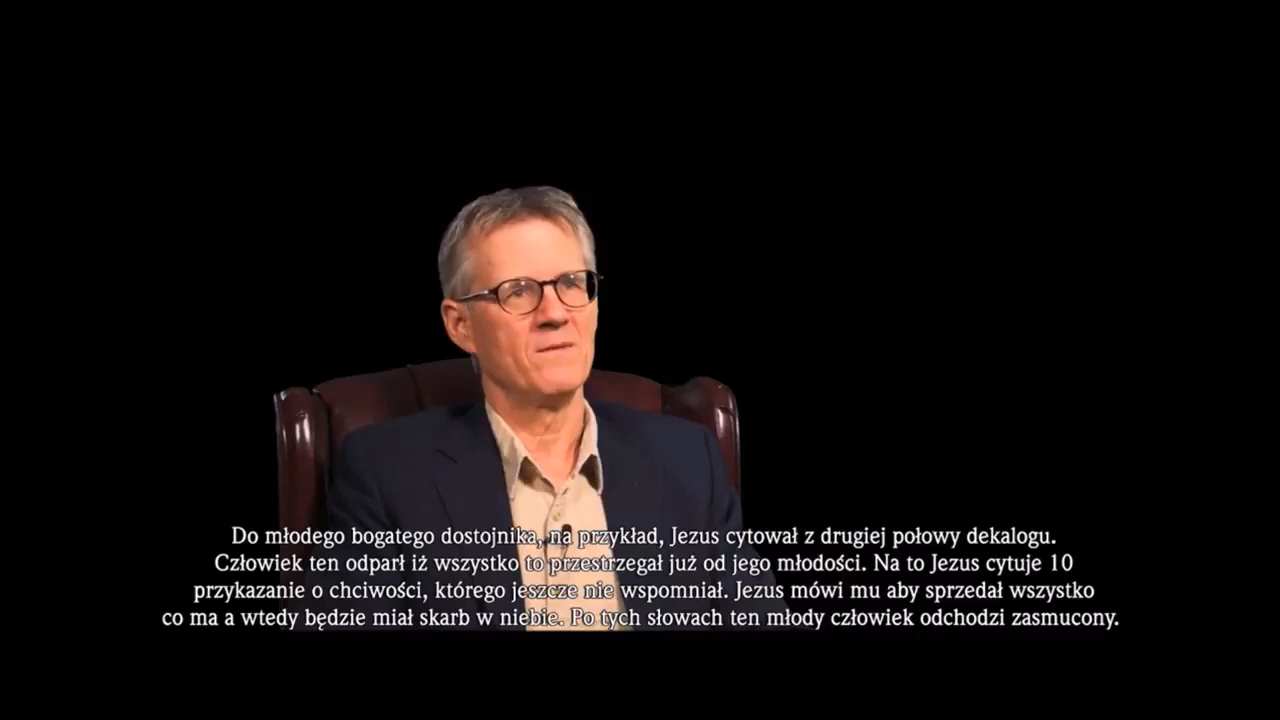 Do młodego bogatego dostojnika, na przykład, Jezus cytował z drugiej połowy dekalogu.
Człowiek ten odparł iż wszystko to przestrzegał już od jego młodości. Na to Jezus cytuje 10
przykazanie o chciwości, którego jeszcze nie wspomniał. Jezus mówi mu aby sprzedał wszystko
co ma a wtedy będzie miał skarb w niebie. Po tych słowach ten młody człowiek odchodzi zasmucony.